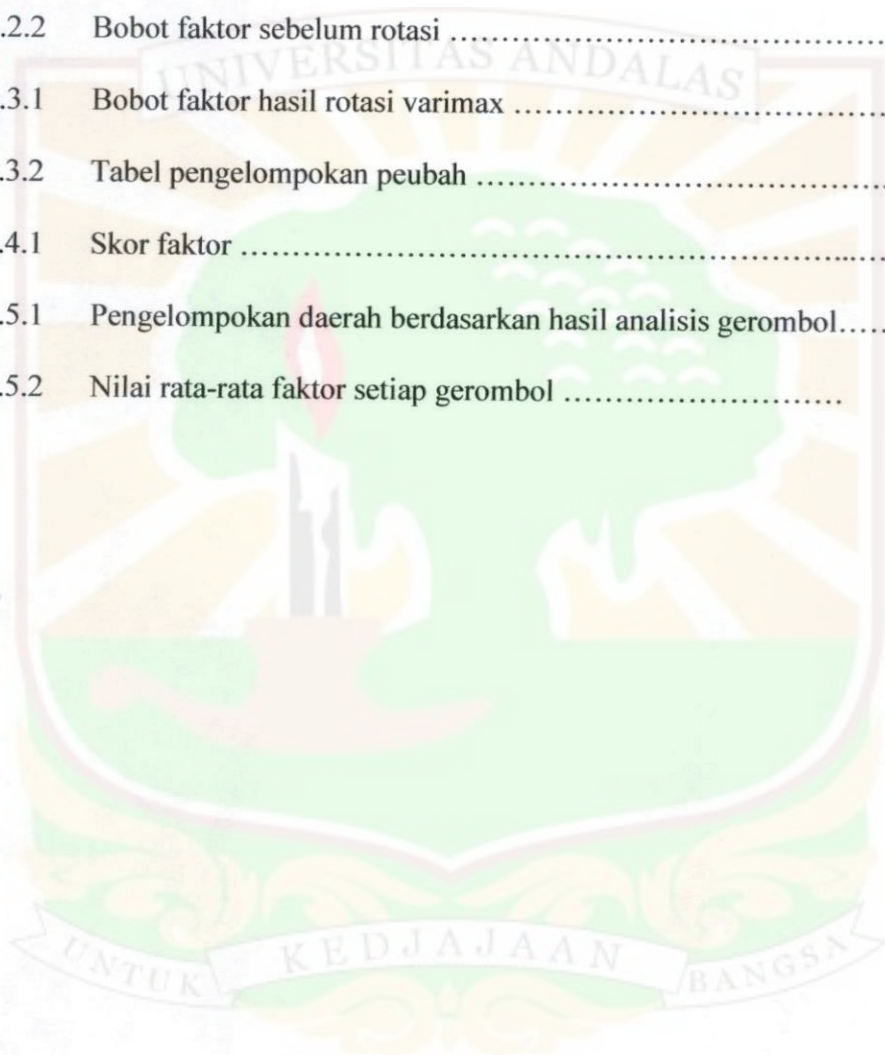 .2.2 Bobot faktor sebelum rotasi ................................................
UNIVERSITAS ANDALAS
.3.1 Bobot faktor hasil rotasi varimax ..........................................
.3.2 Tabel pengelompokan peubah .............................................
.4.1 Skor faktor ......................................................................
.5.1 Pengelompokan daerah berdasarkan hasil analisis gerombol......
.5.2 Nilai rata-rata faktor setiap gerombol ............................
UNTUK KEDJAJAAN BANGSA